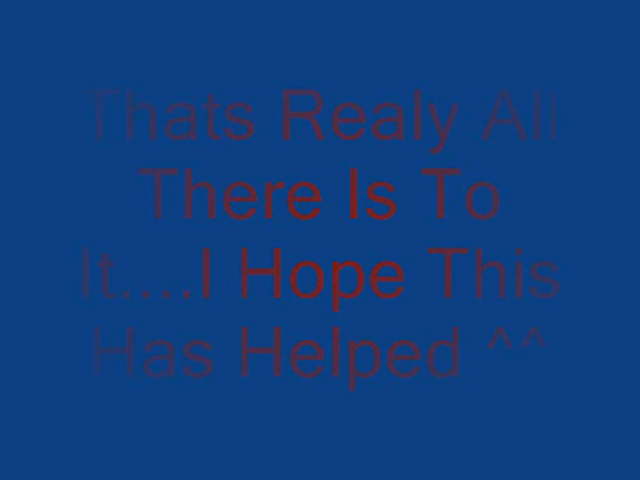 Thats Realy All
There Is To
It....I Hope This
Has Helped ^^